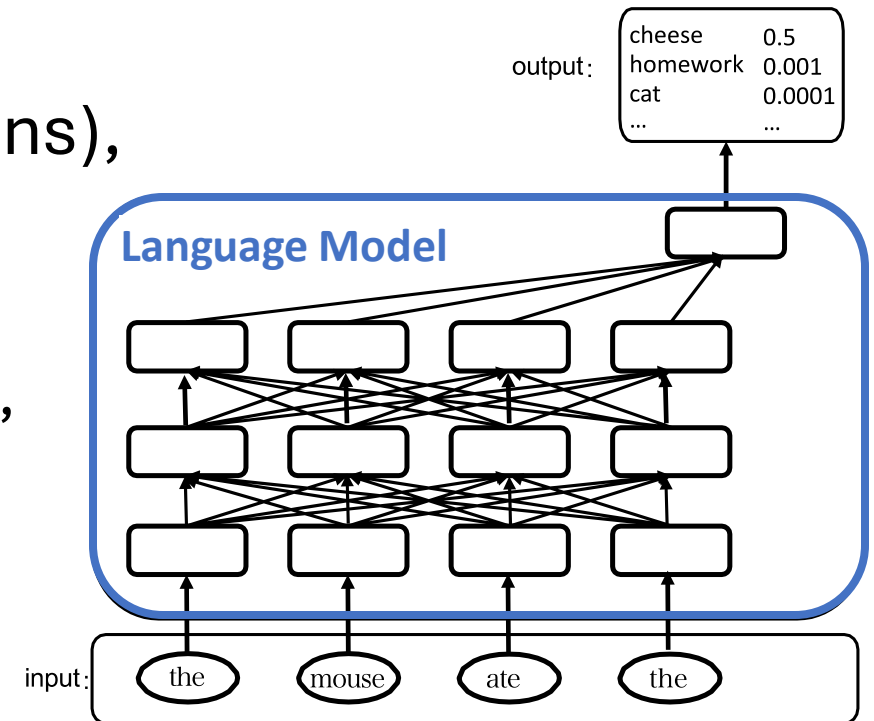 output:
cheese 0.5
homework 0.001
cat 0.0001
... ...
ns),
Language Model
,
input:
the mouse ate the